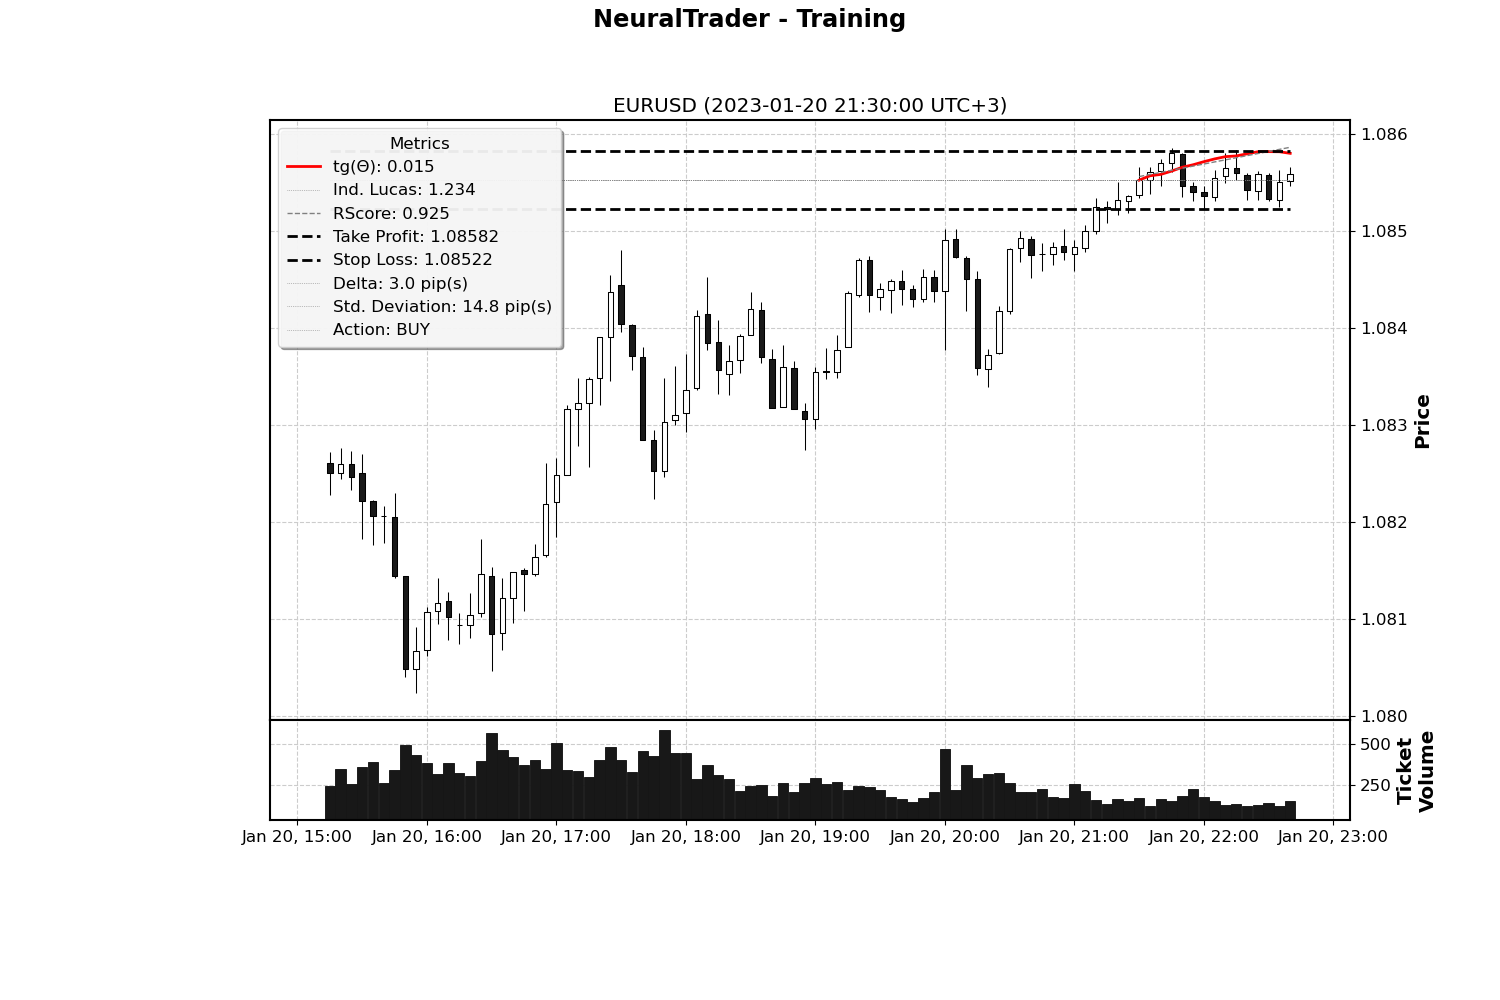 NeuralTrader - Training
EURUSD (2023-01-20 21:30:00 UTC+3)
Metrics
tg(Θ): 0.015
Ind. Lucas: 1.234
RScore: 0.925
Take Profit: 1.08582
Stop Loss: 1.08522
Delta: 3.0 pip(s)
Std. Deviation: 14.8 pip(s)
Action: BUY
1.086
1.085
1.084
1.083
1.082
1.081
1.080
Price
500
250
Ticket
Volume
Jan 20, 15:00
Jan 20, 16:00
Jan 20, 17:00
Jan 20, 18:00
Jan 20, 19:00
Jan 20, 20:00
Jan 20, 21:00
Jan 20, 22:00
Jan 20, 23:00